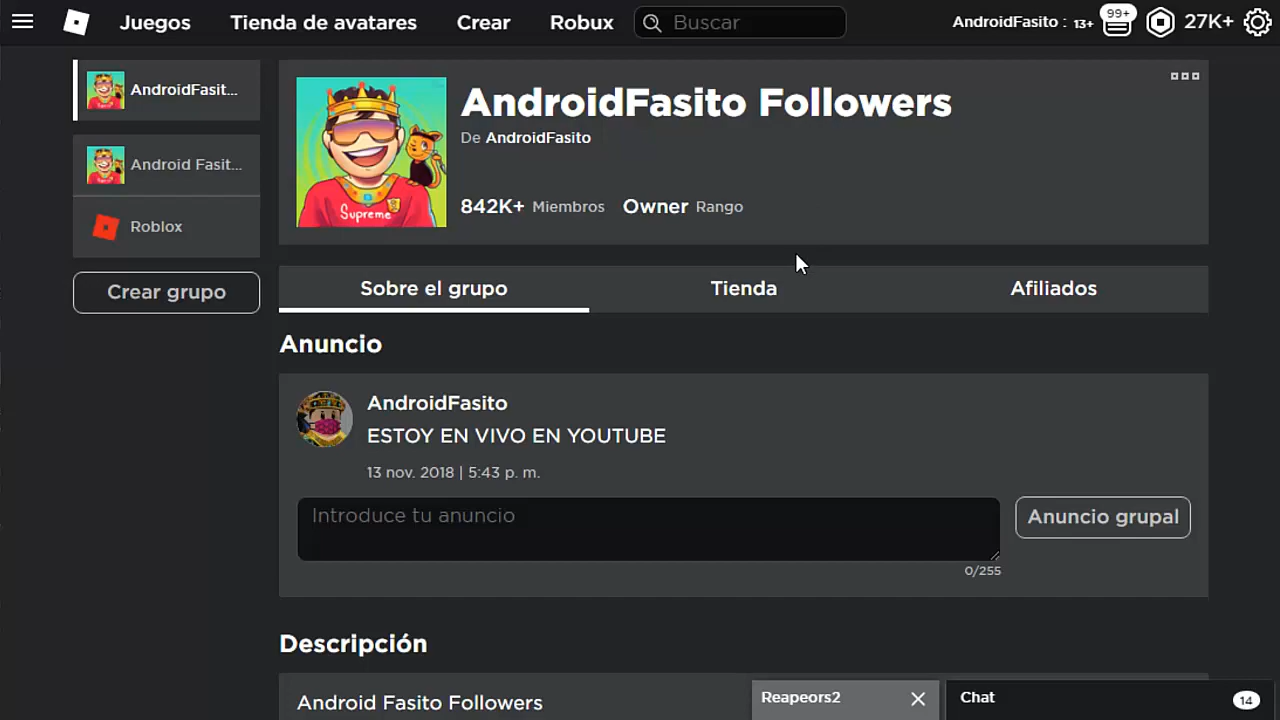 Juegos
Tienda de avatares
Crear
Robux
Buscar
AndroidFasito : 13+
99+
27K+
AndroidFasit...
Android Fasit...
Roblox
Crear grupo
Supreme
AndroidFasito Followers
De AndroidFasito
842K+ Miembros
Owner Rango
Sobre el grupo
Tienda
Afiliados
Anuncio
AndroidFasito
ESTOY EN VIVO EN YOUTUBE
13 nov. 2018 | 5:43 p. m.
Introduce tu anuncio
Anuncio grupal
0/255
Descripción
Android Fasito Followers
Reapeors2
Chat
14